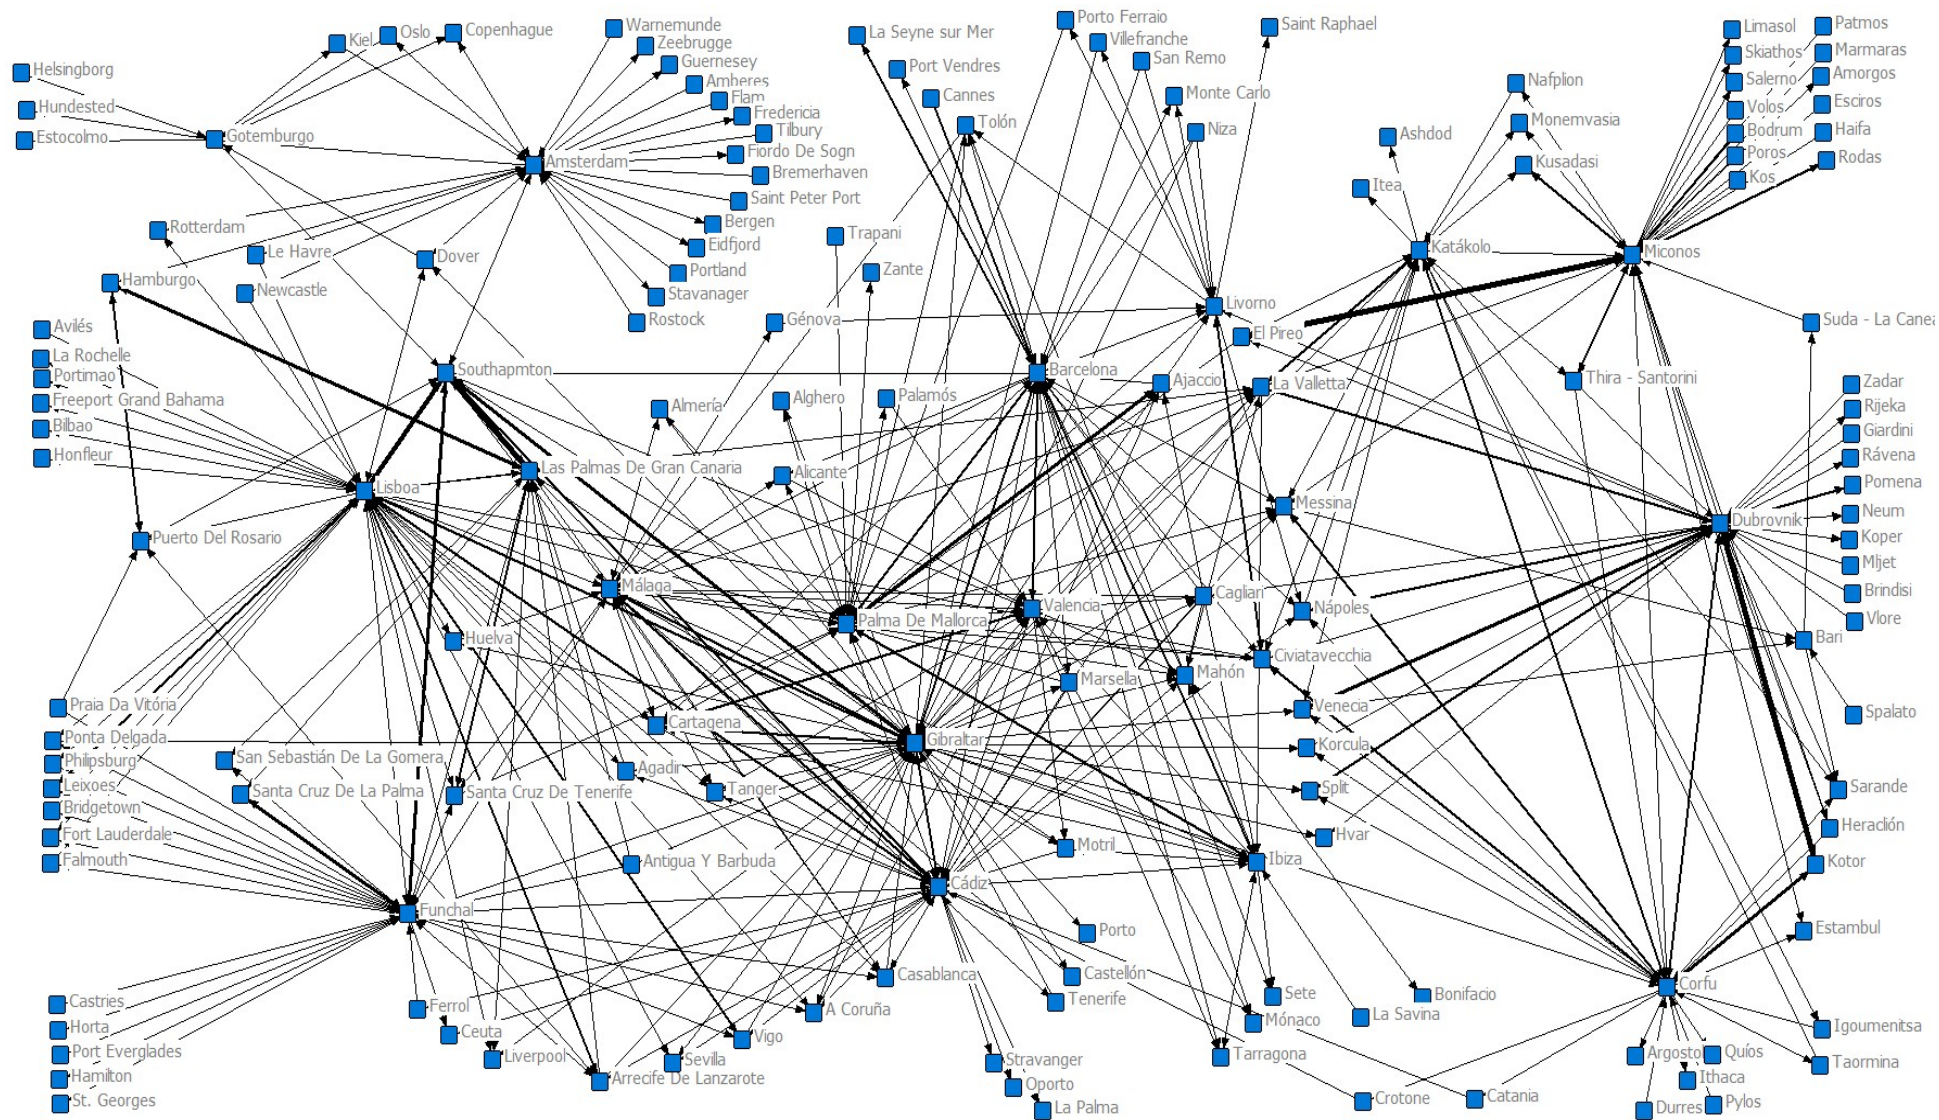 Warnemunde
Porto Ferraio
Saint Raphael
Copenhague
Oslo
Kiel
La Seyne sur Mer
Villefranche
Limasol
Patmos
Zeebrugge
Guernesey
San Remo
Skiathos
Marmaras
Helsingborg
Port Vendres
Amberes
Monte Carlo
Nafplion
Salerno
Amorgos
Cannes
Flam
Fredericia
Volos
Esciros
Hundested
Tolón
Niza
Monemvasia
Tilbury
Ashdod
Bodrum
Haifa
Estocolmo
Gotemburgo
Fiordo De Sogn
Poros
Rodas
Amsterdam
Kusadasi
Bremerhaven
Kos
Itea
Saint Peter Port
Bergen
Rotterdam
Trapani
Eidfjord
Le Havre
Dover
Katákolo
Miconos
Portland
Zante
Hamburgo
Newcastle
Stavanager
Livorno
Rostock
Génova
Avilés
El Pireo
Suda - La Canea
La Rochelle
Portimao
Southapmton
Barcelona
Ajaccio
La Valletta
Thira - Santorini
Zadar
Freeport Grand Bahama
Almería
Alghero
Palamós
Rijeka
Bilbao
Giardini
Honfleur
Rávena
Las Palmas De Gran Canaria
Alicante
Lisboa
Pomena
Messina
Neum
Dubrovnik
Puerto Del Rosario
Koper
Mljet
Málaga
Cagliari
Brindisi
Valencia
Nápoles
Palma De Mallorca
Vlore
Huelva
Bari
Civiatavecchia
Marsella
Mahón
Praia Da Vitória
Venecia
Spalato
Cartagena
Ponta Delgada
Gibraltar
Korcula
San Sebastián De La Gomera
Philipsburg
Agadir
Leixoes
Santa Cruz De La Palma
Santa Cruz De Tenerife
Tanger
Split
Sarande
Bridgetown
Heraclión
Fort Lauderdale
Hvar
Motril
Falmouth
Antigua Y Barbuda
Ibiza
Kotor
Cádiz
Funchal
Porto
Estambul
Casablanca
Castellón
Corfu
Castries
Ferrol
A Coruña
Tenerife
Sete
Bonifacio
Horta
Ceuta
Vigo
Mónaco
La Savina
Igoumenitsa
Port Everglades
Liverpool
Sevilla
Stravanger
Tarragona
Quíos
Taormina
Hamilton
Arrecife De Lanzarote
Oporto
Ithaca
St. Georges
La Palma
Crotone
Catania
Durres
Pylos